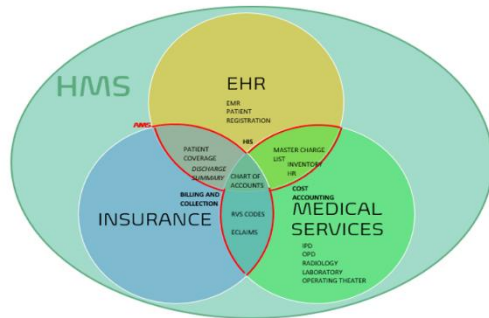 HMS
EHR
EMR
PATIENT
REGISTRATION
HIS
PATIENT
COVERAGE
DISCHARGE
SUMMARY
MASTER CHARGE
LIST
INVENTORY
HR
CHART OF
ACCOUNTS
BILLING AND
COLLECTION
COST
ACCOUNTING
INSURANCE
RVS CODES
ECLAIMS
MEDICAL
SERVICES
IPD
OPD
RADIOLOGY
LABORATORY
OPERATING THEATER